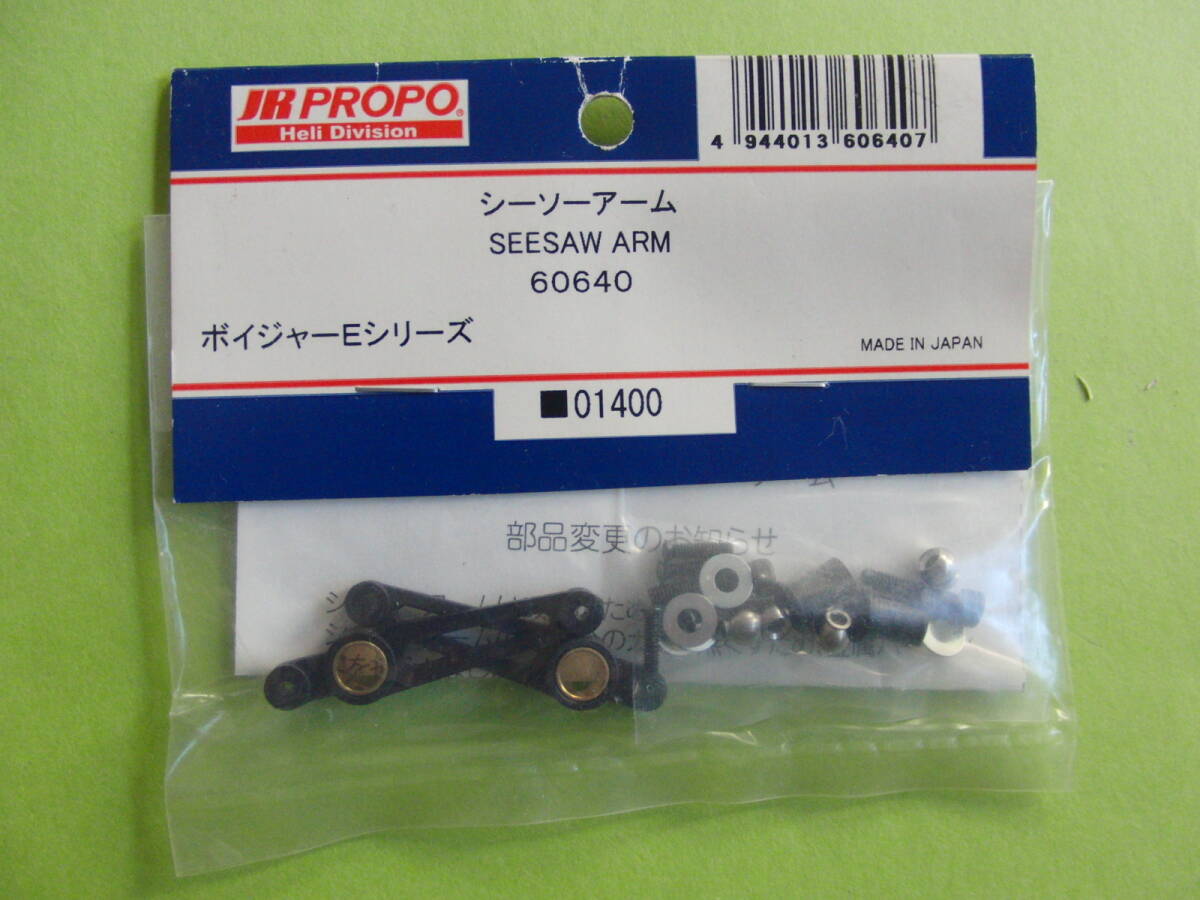 JR PROPO®
Heli Division
4 944013 606407
シーソーアーム
SEESAW ARM
60640
ボイジャーEシリーズ
MADE IN JAPAN
■01400
部品変更のお知らせ